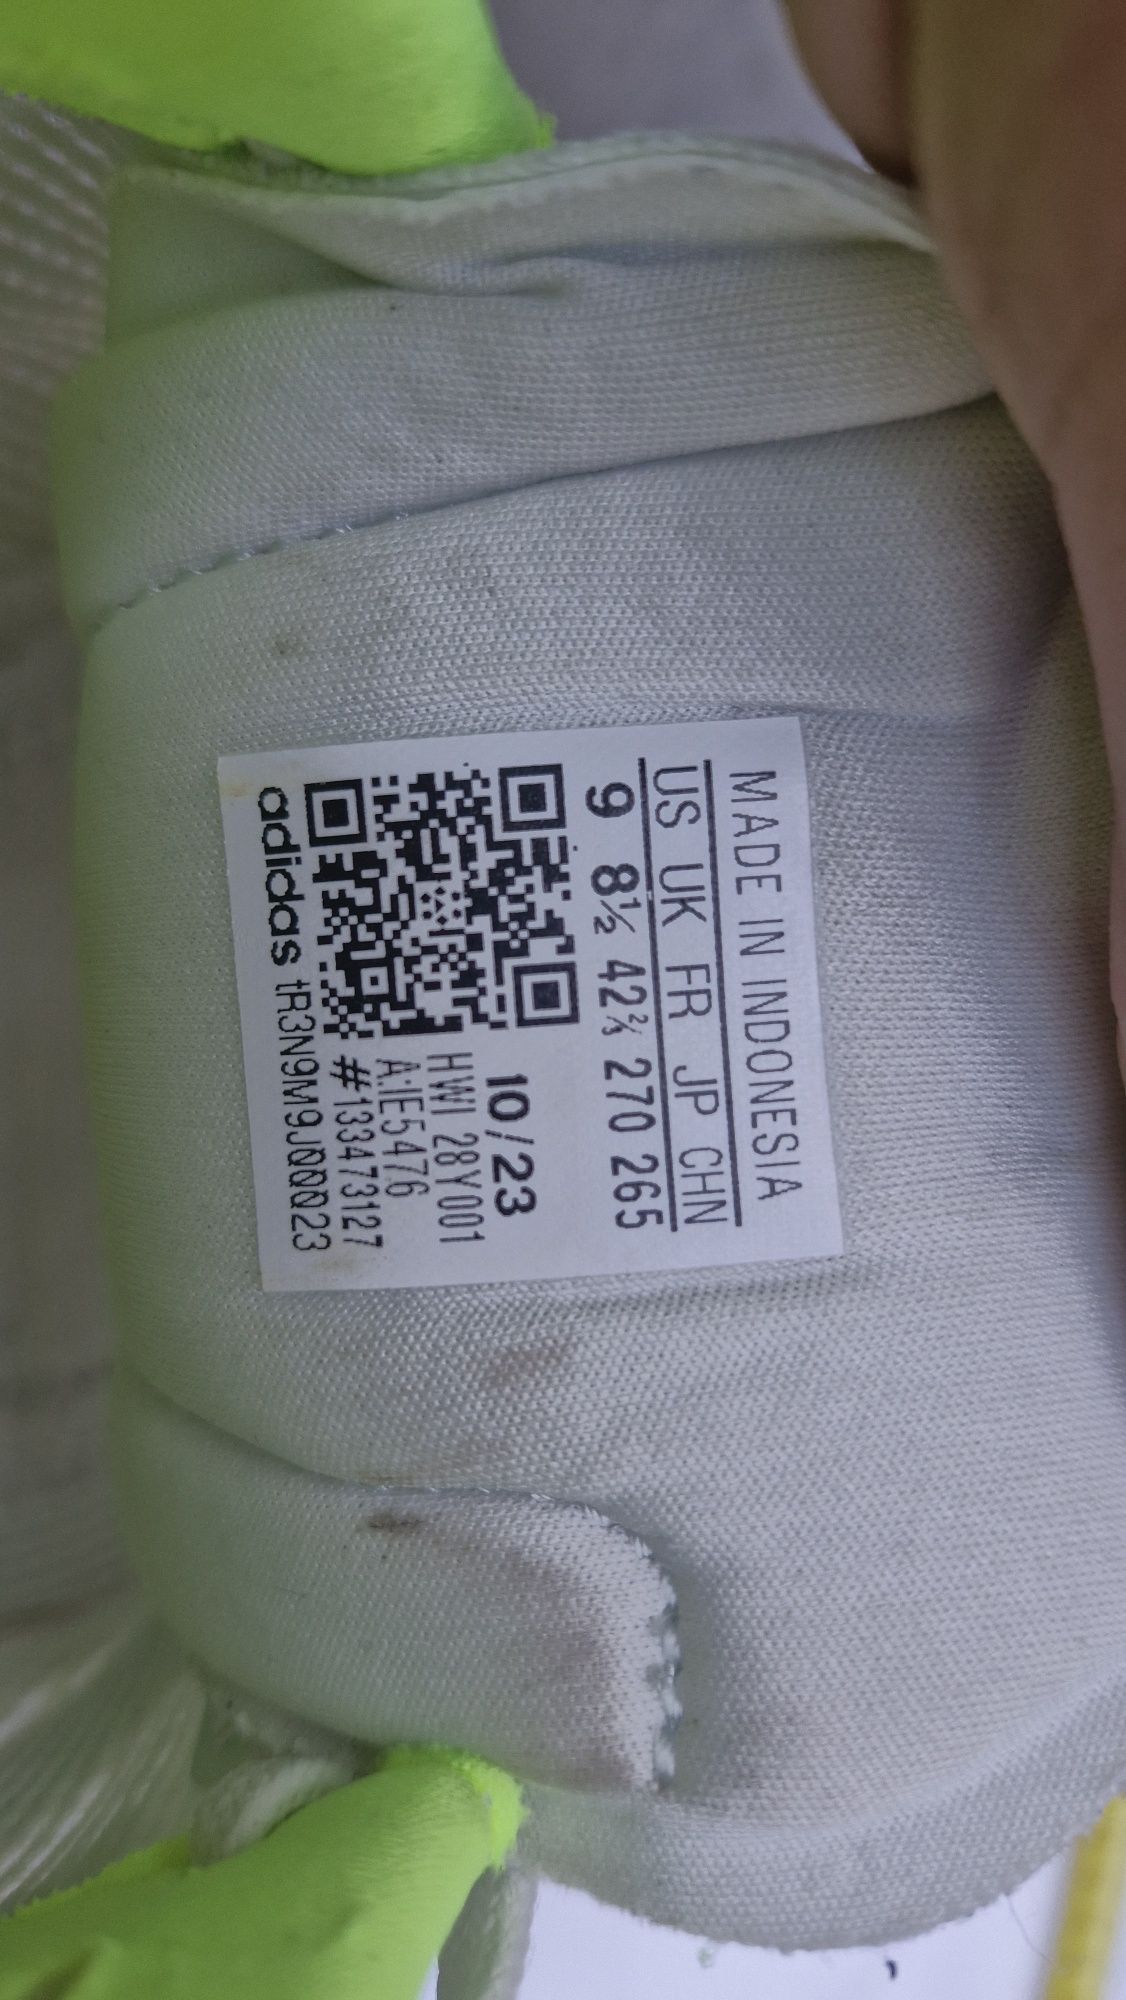 MADE IN INDONESIA
US UK FR JP CHN
9 8½ 42⅔ 270 265
10/23
HWI 28Y001
A:IE5476
#133473127
adidas tR3N9M9JQQQ23